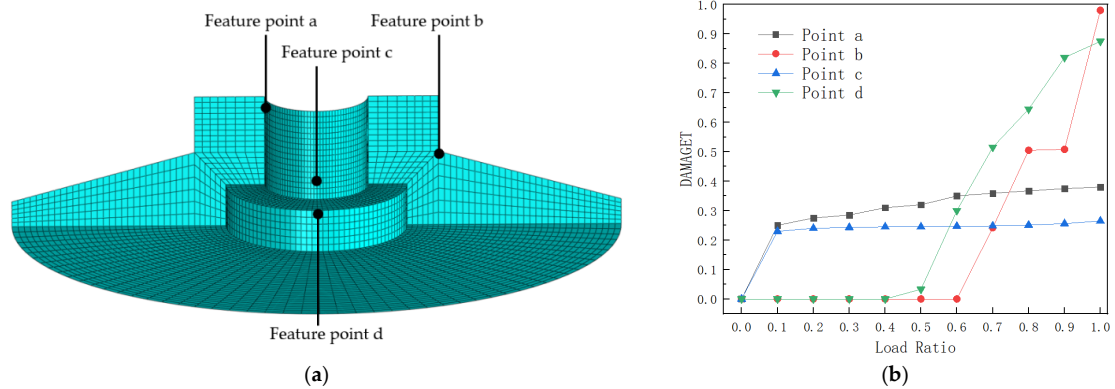 Feature point a
Feature point b
Feature point c
Feature point d
(a)
1.0
0.9
0.8
0.7
0.6
0.5
0.4
0.3
0.2
0.1
0.0
DAMAGET
Point a
Point b
Point c
Point d
0.0 0.1 0.2 0.3 0.4 0.5 0.6 0.7 0.8 0.9 1.0
Load Ratio
(b)